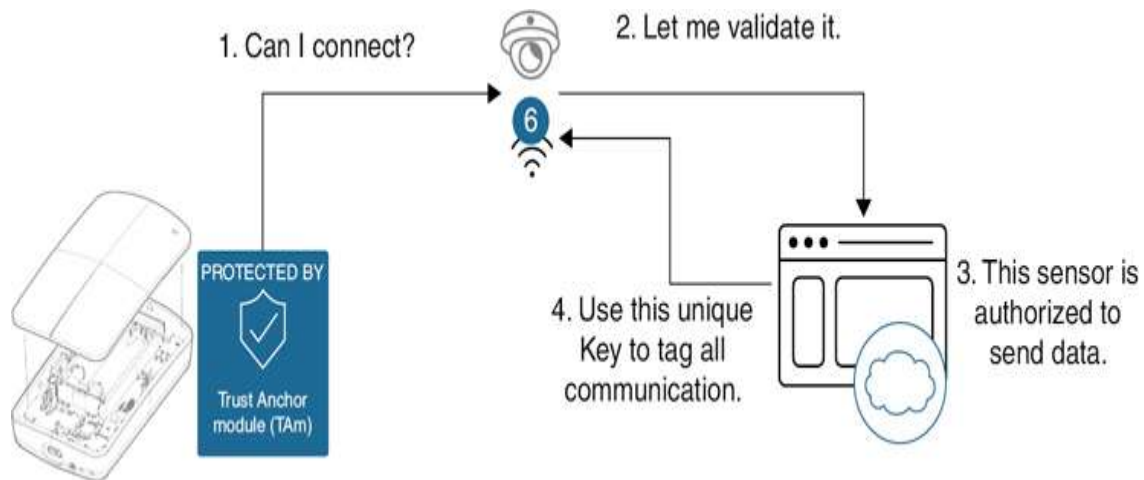 1. Can I connect?
2. Let me validate it.
6
PROTECTED BY
Trust Anchor
module (TAm)
4. Use this unique
Key to tag all
communication.
3. This sensor is
authorized to
send data.